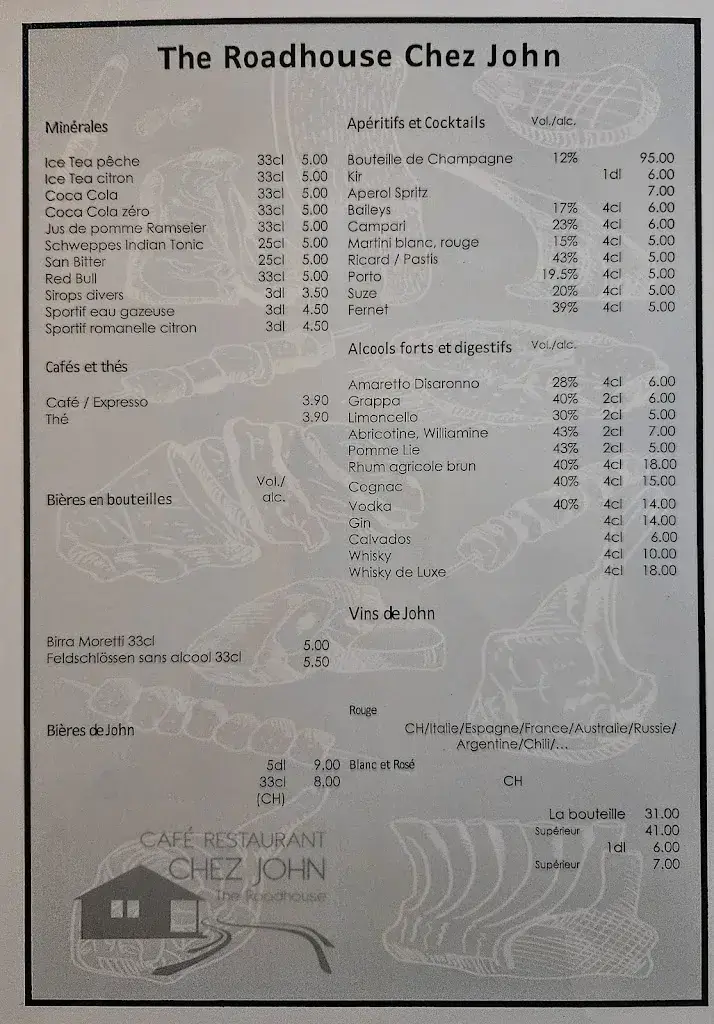 The Roadhouse Chez John
Minérales
Ice Tea pêche 33cl 5.00
Ice Tea citron 33cl 5.00
Coca Cola 33cl 5.00
Coca Cola zéro 33cl 5.00
Jus de pomme Ramseier 33cl 5.00
Schweppes Indian Tonic 25cl 5.00
San Bitter 25cl 5.00
Red Bull 33cl 5.00
Sirops divers 3dl 3.50
Sportif eau gazeuse 3dl 4.50
Sportif romanelle citron 3dl 4.50
Cafés et thés
Café / Expresso 3.90
Thé 3.90
Bières en bouteilles Vol./
alc.
Birra Moretti 33cl 5.00
Feldschlössen sans alcool 33cl 5.50
Bières de John
5dl 9.00
33cl 8.00
(CH)
CAFÉ RESTAURANT
CHEZ JOHN
The Roadhouse
Apéritifs et Cocktails Vol./alc.
Bouteille de Champagne 12% 95.00
Kir 1dl 6.00
Aperol Spritz 7.00
Baileys 17% 4cl 6.00
Campari 23% 4cl 6.00
Martini blanc, rouge 15% 4cl 5.00
Ricard / Pastis 43% 4cl 5.00
Porto 19.5% 4cl 5.00
Suze 20% 4cl 5.00
Fernet 39% 4cl 5.00
Alcools forts et digestifs Vol./alc.
Amaretto Disaronno 28% 4cl 6.00
Grappa 40% 2cl 6.00
Limoncello 30% 2cl 5.00
Abricotine, Williamine 43% 2cl 7.00
Pomme Lie 43% 2cl 5.00
Rhum agricole brun 40% 4cl 18.00
Cognac 40% 4cl 15.00
Vodka 40% 4cl 14.00
Gin 4cl 14.00
Calvados 4cl 6.00
Whisky 4cl 10.00
Whisky de Luxe 4cl 18.00
Vins de John
Rouge
CH/Italie/Espagne/France/Australie/Russie/
Argentine/Chili/...
Blanc et Rosé
CH
La bouteille 31.00
Supérieur 41.00
1dl 6.00
Supérieur 7.00